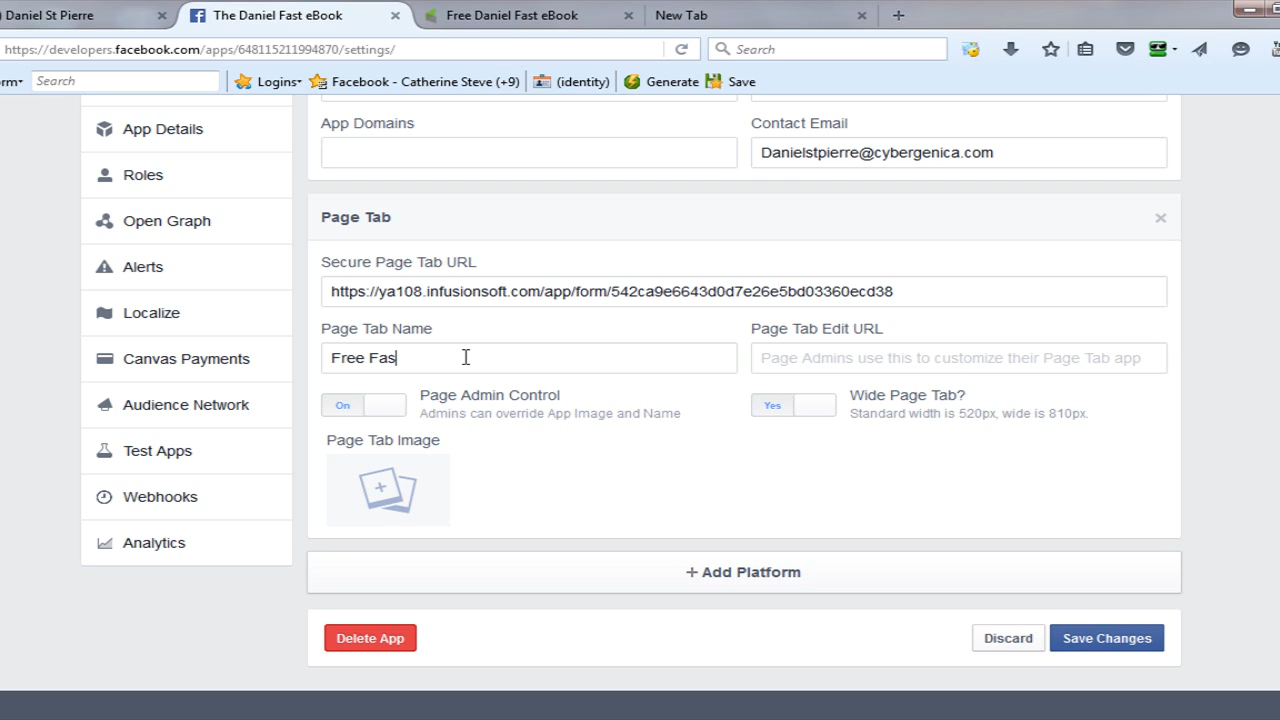 Daniel St Pierre
The Daniel Fast eBook
Free Daniel Fast eBook
New Tab
https://developers.facebook.com/apps/648115211994870/settings/
Search
Search
Logins
Facebook - Catherine Steve (+9)
(identity)
Generate
Save
App Details
Roles
Open Graph
Alerts
Localize
Canvas Payments
Audience Network
Test Apps
Webhooks
Analytics
App Domains
Contact Email
Danielstpierre@cybergenica.com
Page Tab
Secure Page Tab URL
https://ya108.infusionsoft.com/app/form/542ca9e6643d0d7e26e5bd03360ecd38
Page Tab Name
Page Tab Edit URL
Free Fas
Page Admins use this to customize their Page Tab app
On
Page Admin Control
Admins can override App Image and Name
Yes
Wide Page Tab?
Standard width is 520px, wide is 810px.
Page Tab Image
+ Add Platform
Delete App
Discard
Save Changes